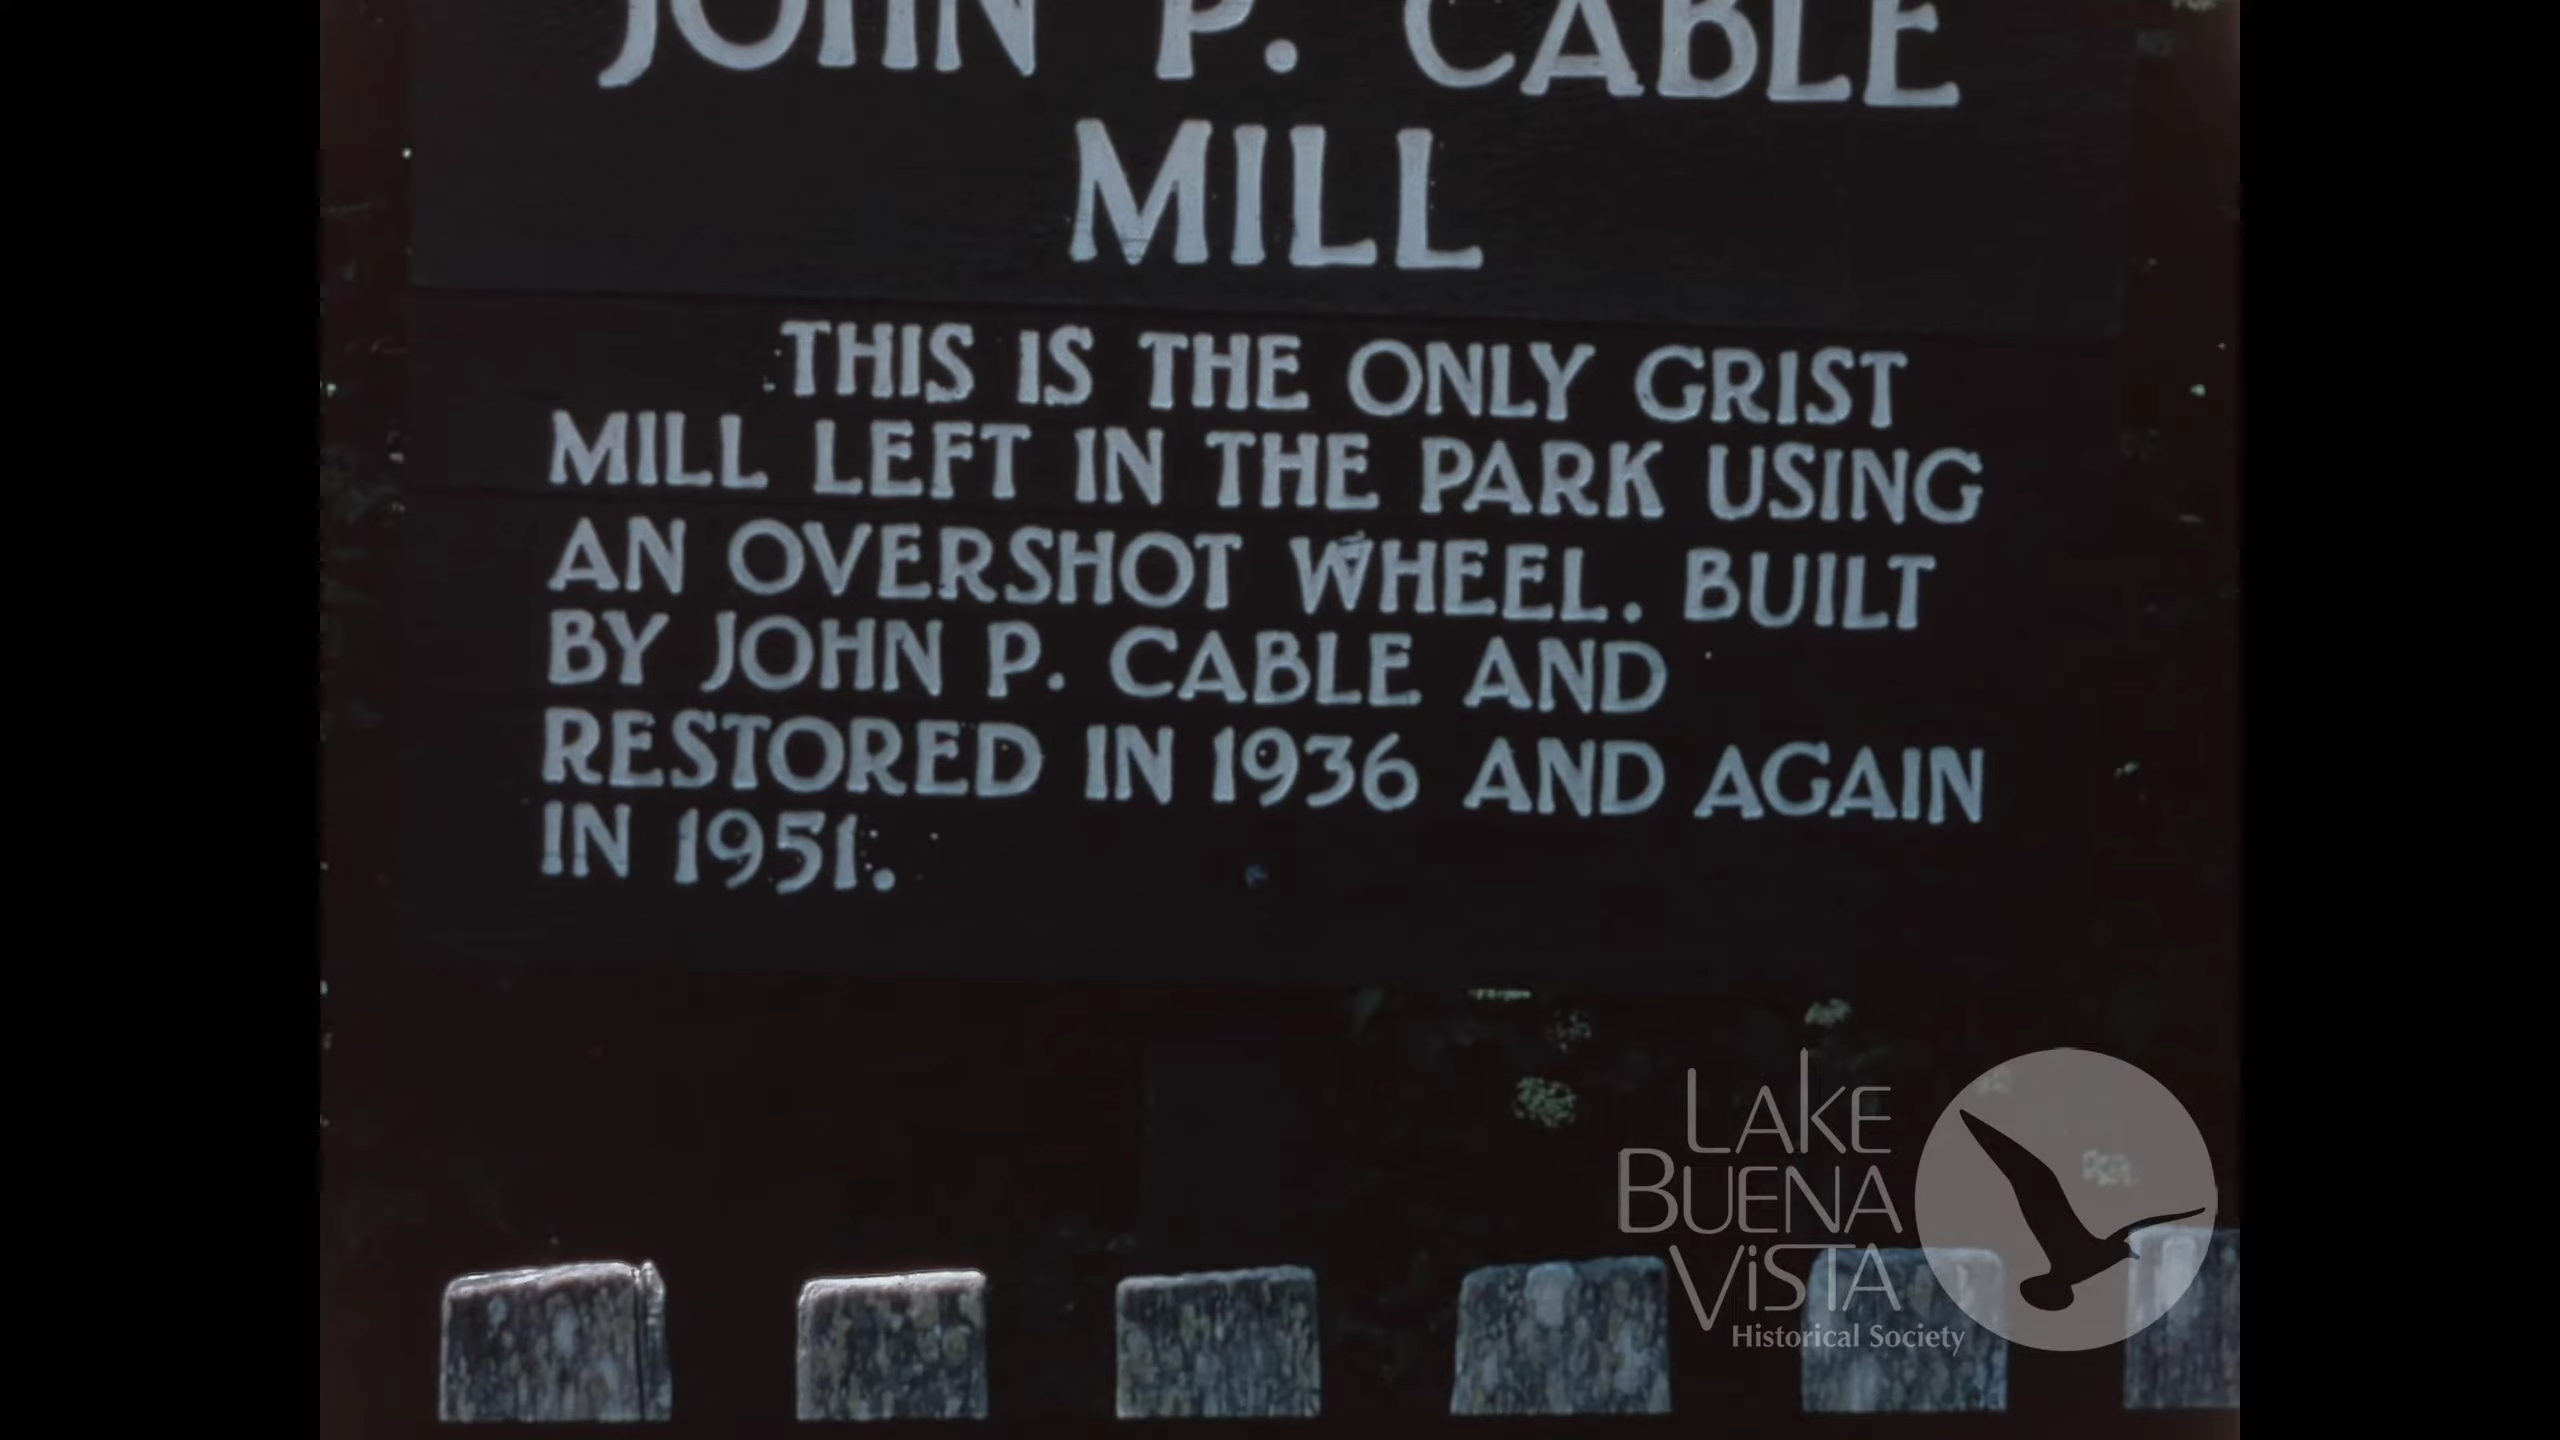 JOHN P. CABLE
MILL
THIS IS THE ONLY GRIST
MILL LEFT IN THE PARK USING
AN OVERSHOT WHEEL. BUILT
BY JOHN P. CABLE AND
RESTORED IN 1936 AND AGAIN
IN 1951.
LAKE
BUENA
ViSTA
Historical Society